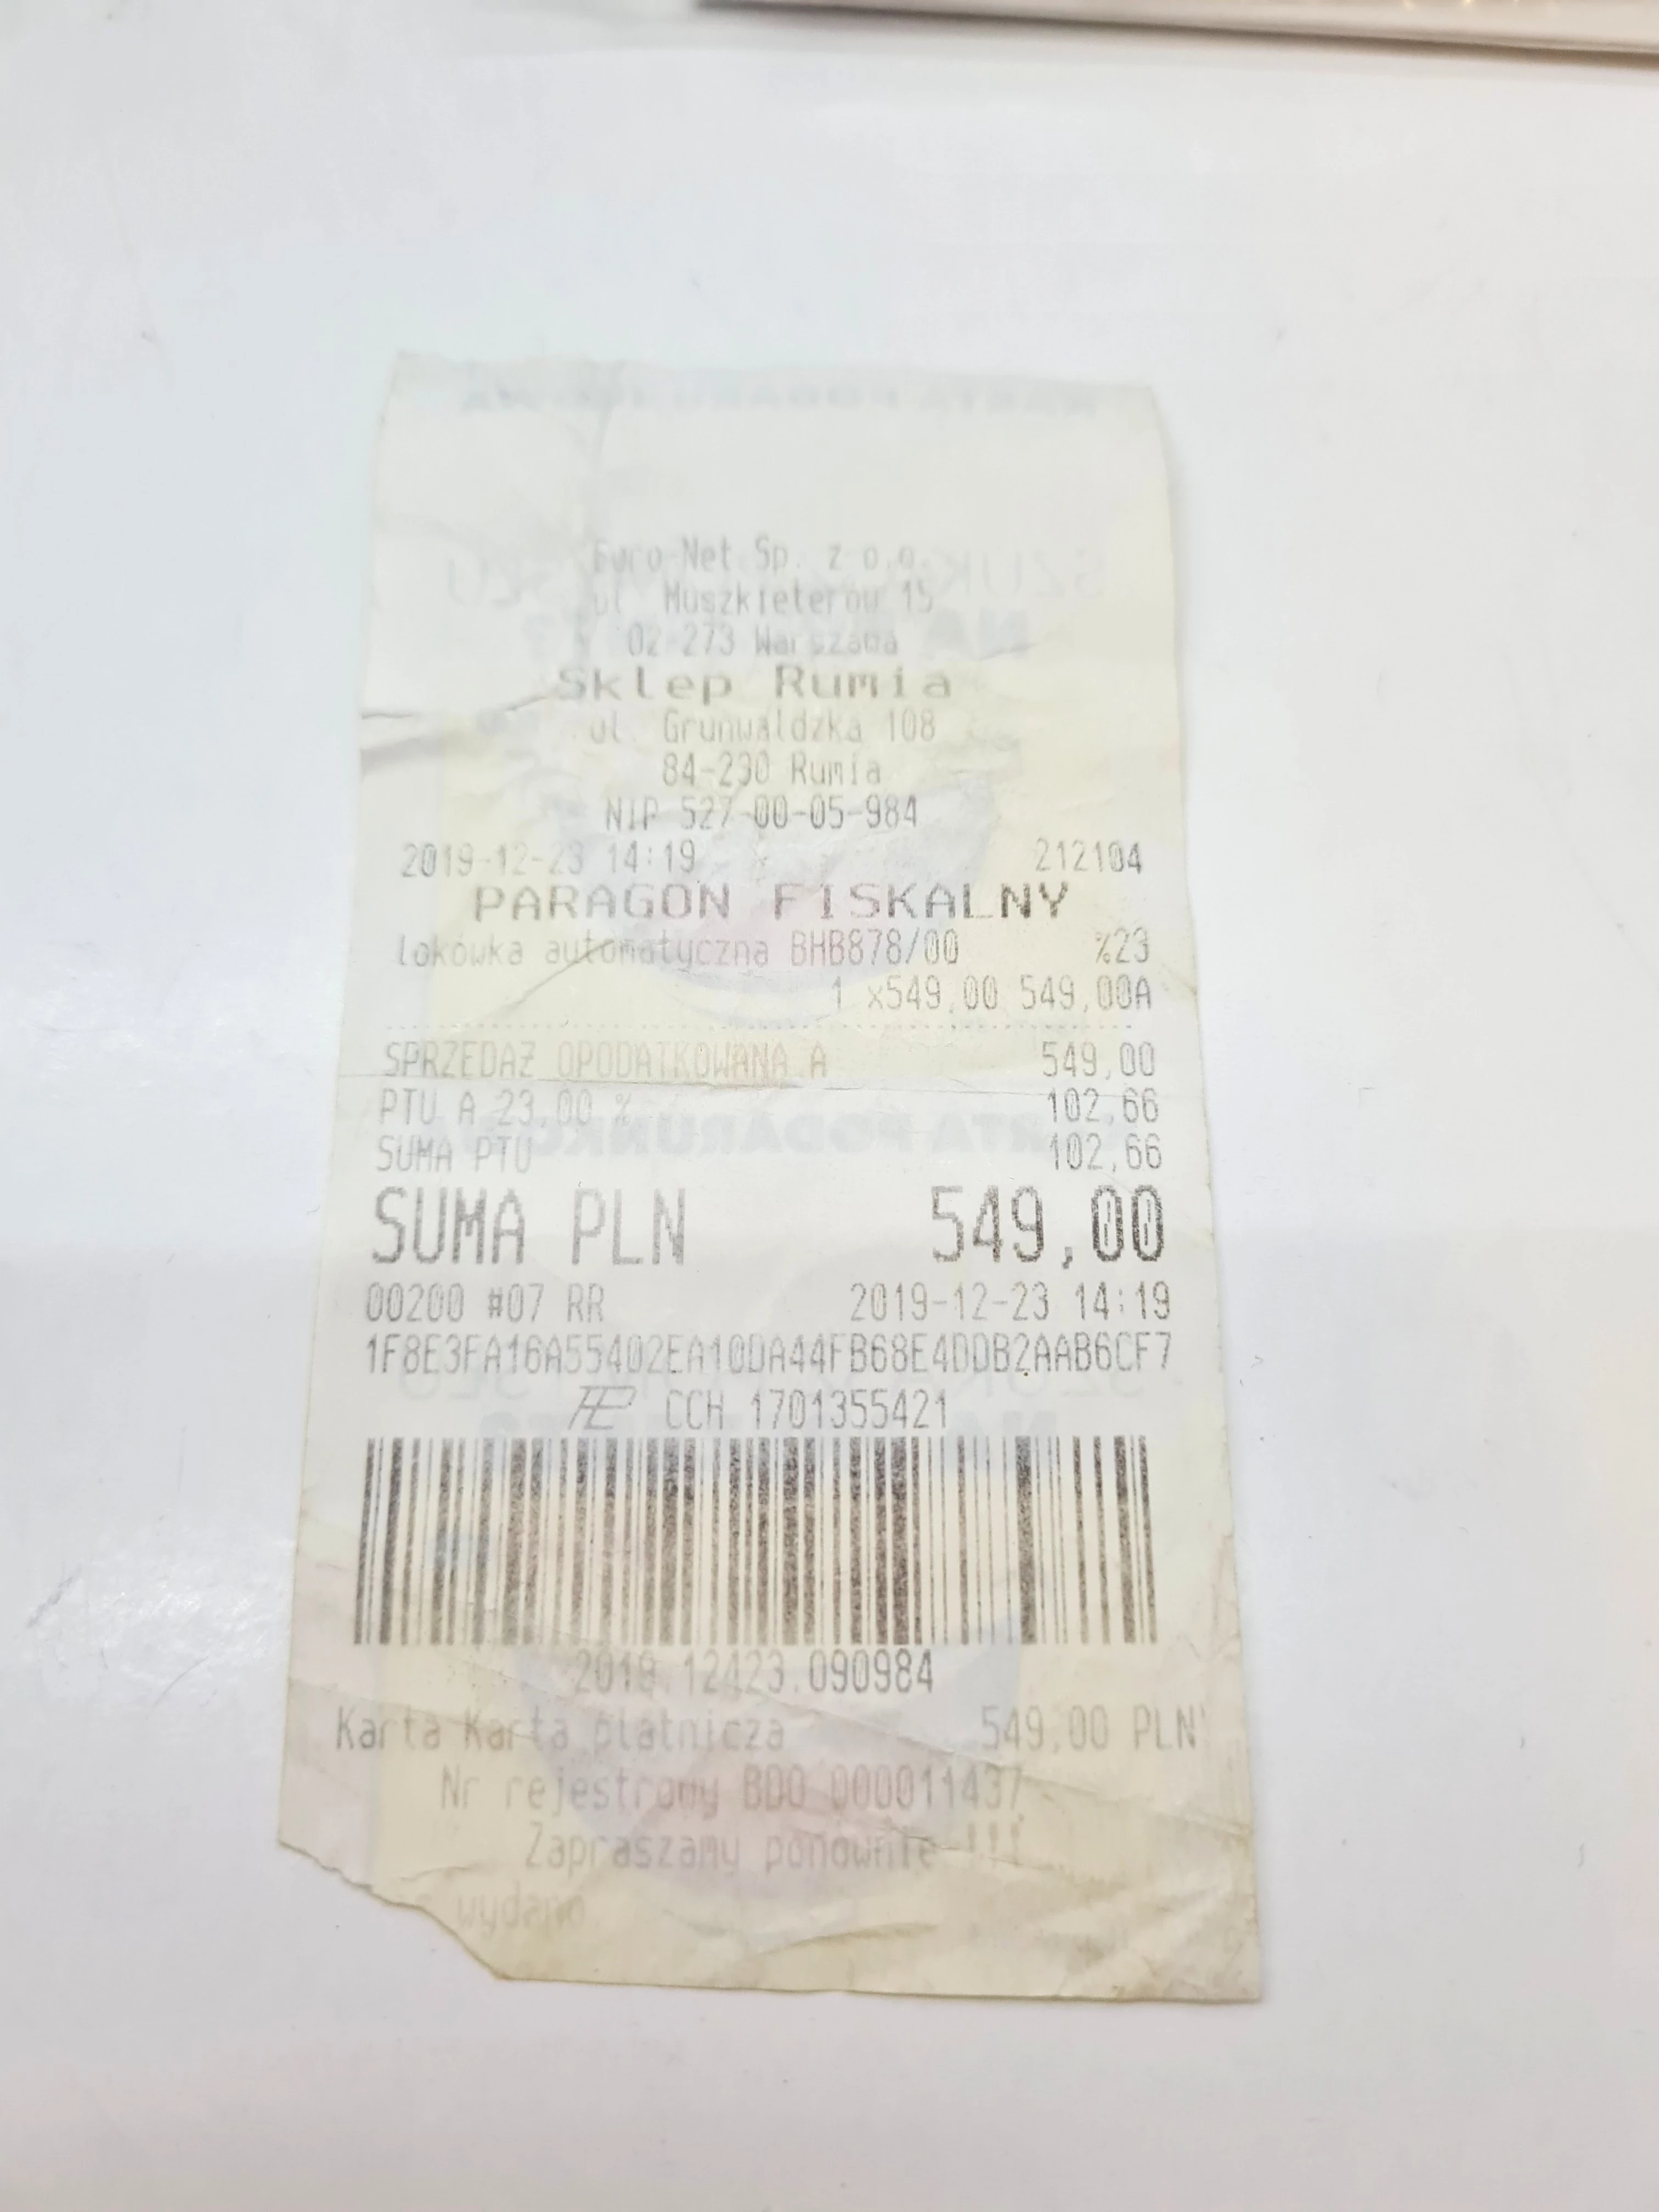 Euro-Net Sp. z o.o.
ul. Muszkieterów 15
02-273 Warszawa
Sklep Rumia
ul. Grunwaldzka 108
84-230 Rumia
NIP 527-00-05-984
2019-12-23 14:19 212104
PARAGON FISKALNY
lokówka automatyczna BHB878/00 %23
1 x549,00 549,00A
SPRZEDAŻ OPODATKOWANA A 549,00
PTU A 23,00 % 102,66
SUMA PTU 102,66
SUMA PLN 549,00
00200 #07 RR 2019-12-23 14:19
1F8E3FA16A55402EA10DA44FB68E4DDB2AAB6CF7
CCH 1701355421
2019.12423.090984
Karta Karta płatnicza 549,00 PLN
Nr rejestrowy BDO 000011437
Zapraszamy ponownie !!!
wydano